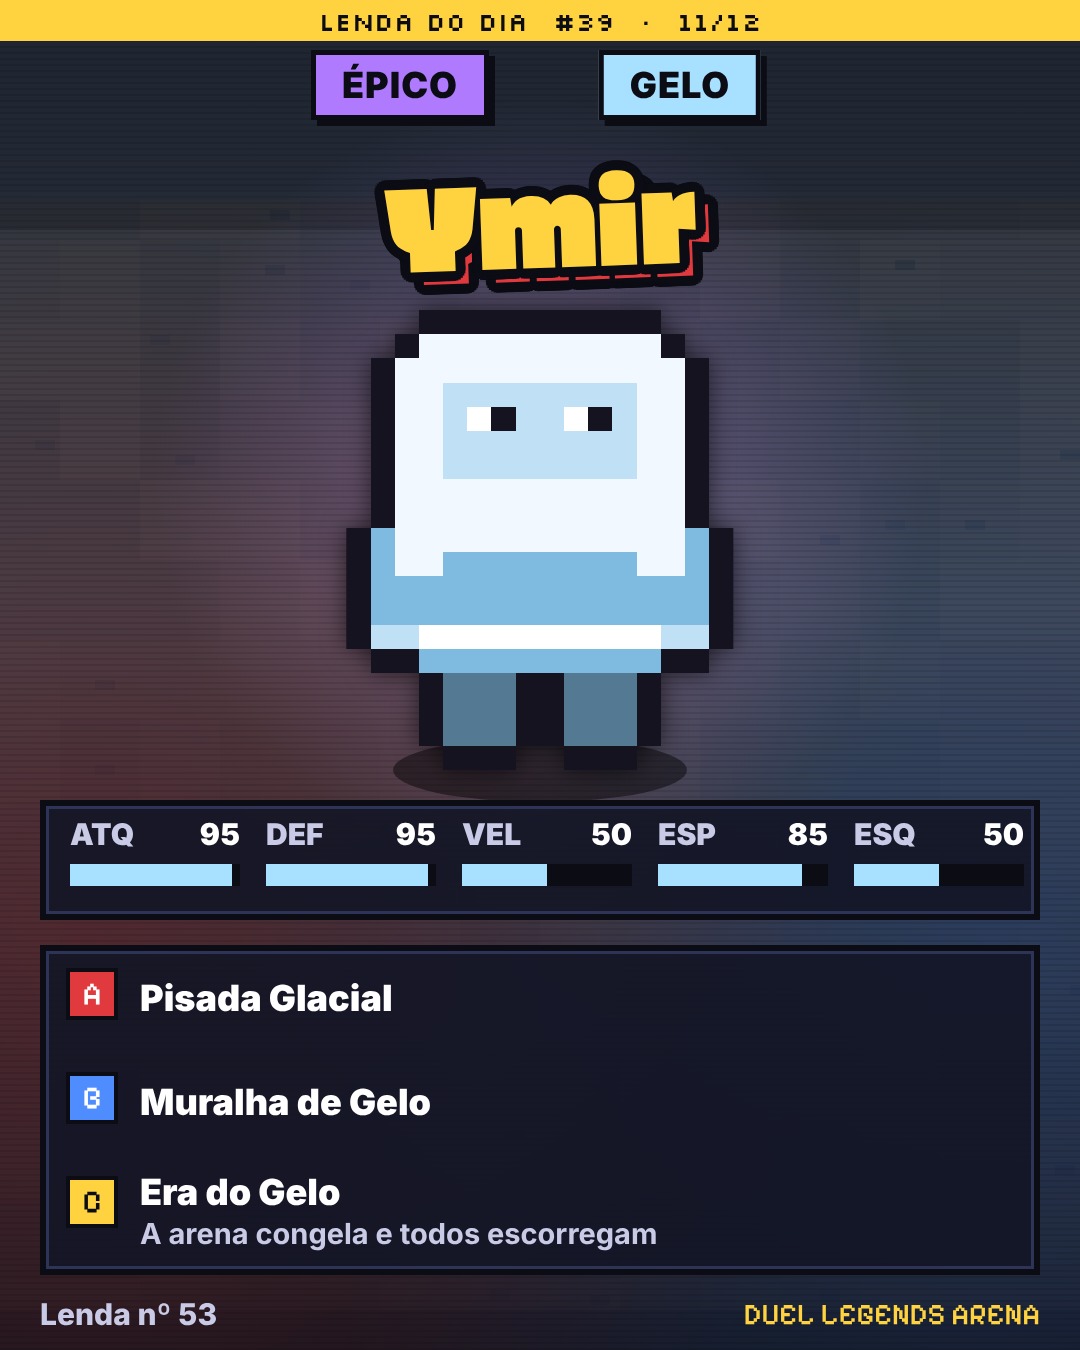 LENDA DO DIA #39 · 11/12
ÉPICO GELO
Ymir
ATQ 95 DEF 95 VEL 50 ESP 85 ESQ 50
A Pisada Glacial
B Muralha de Gelo
C Era do Gelo
A arena congela e todos escorregam
Lenda nº 53 DUEL LEGENDS ARENA